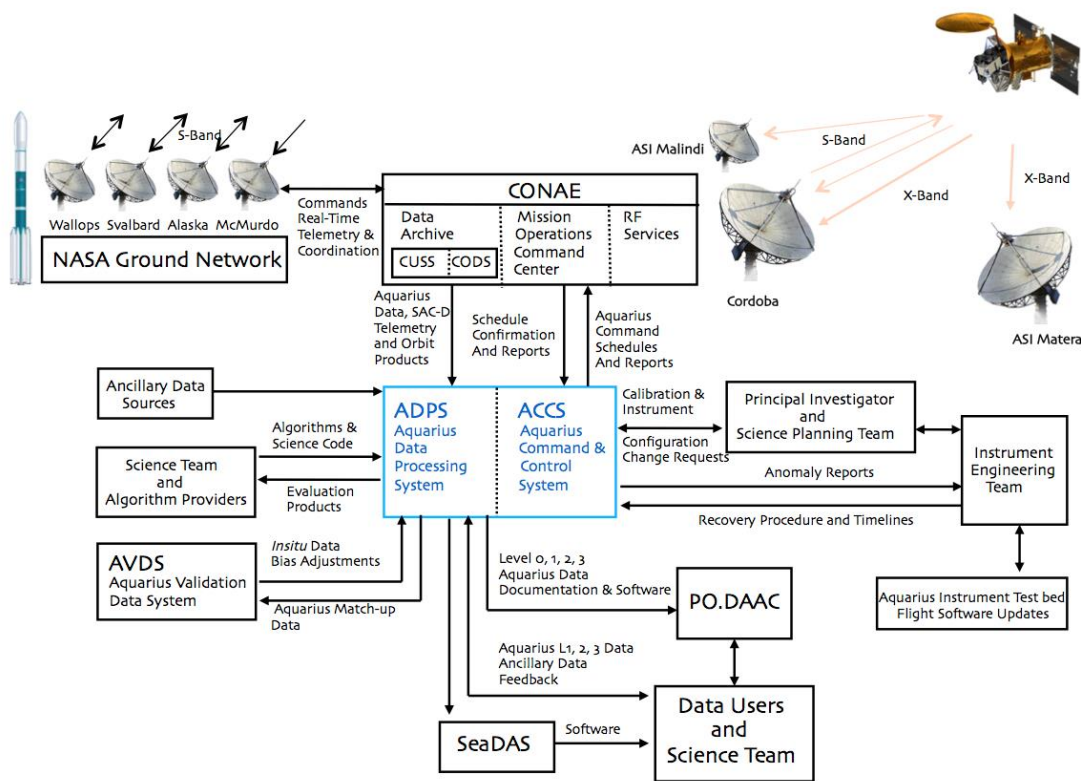 S-Band
Wallops
Svalbard
Alaska
McMurdo
NASA Ground Network
Commands
Real-Time
Telemetry &
Coordination
CONAE
Data
Archive
CUSS
CODS
Mission
Operations
Command
Center
RF
Services
ASI Malindi
S-Band
X-Band
X-Band
Cordoba
ASI Matera
Aquarius
Data, SAC-D
Telemetry
and Orbit
Products
Schedule
Confirmation
And Reports
Aquarius
Command
Schedules
And Reports
Ancillary Data
Sources
ADPS
Aquarius
Data
Processing
System
ACCS
Aquarius
Command &
Control
System
Calibration &
Instrument
Configuration
Change Requests
Principal Investigator
and
Science Planning Team
Algorithms &
Science Code
Science Team
and
Algorithm Providers
Evaluation
Products
Anomaly Reports
Instrument
Engineering
Team
Recovery Procedure and Timelines
AVDS
Aquarius Validation
Data System
Insitu Data
Bias Adjustments
Aquarius Match-up
Data
Level 0, 1, 2, 3
Aquarius Data
Documentation & Software
PO.DAAC
Aquarius Instrument Test bed
Flight Software Updates
Aquarius L1, 2, 3 Data
Ancillary Data
Feedback
SeaDAS
Software
Data Users
and
Science Team